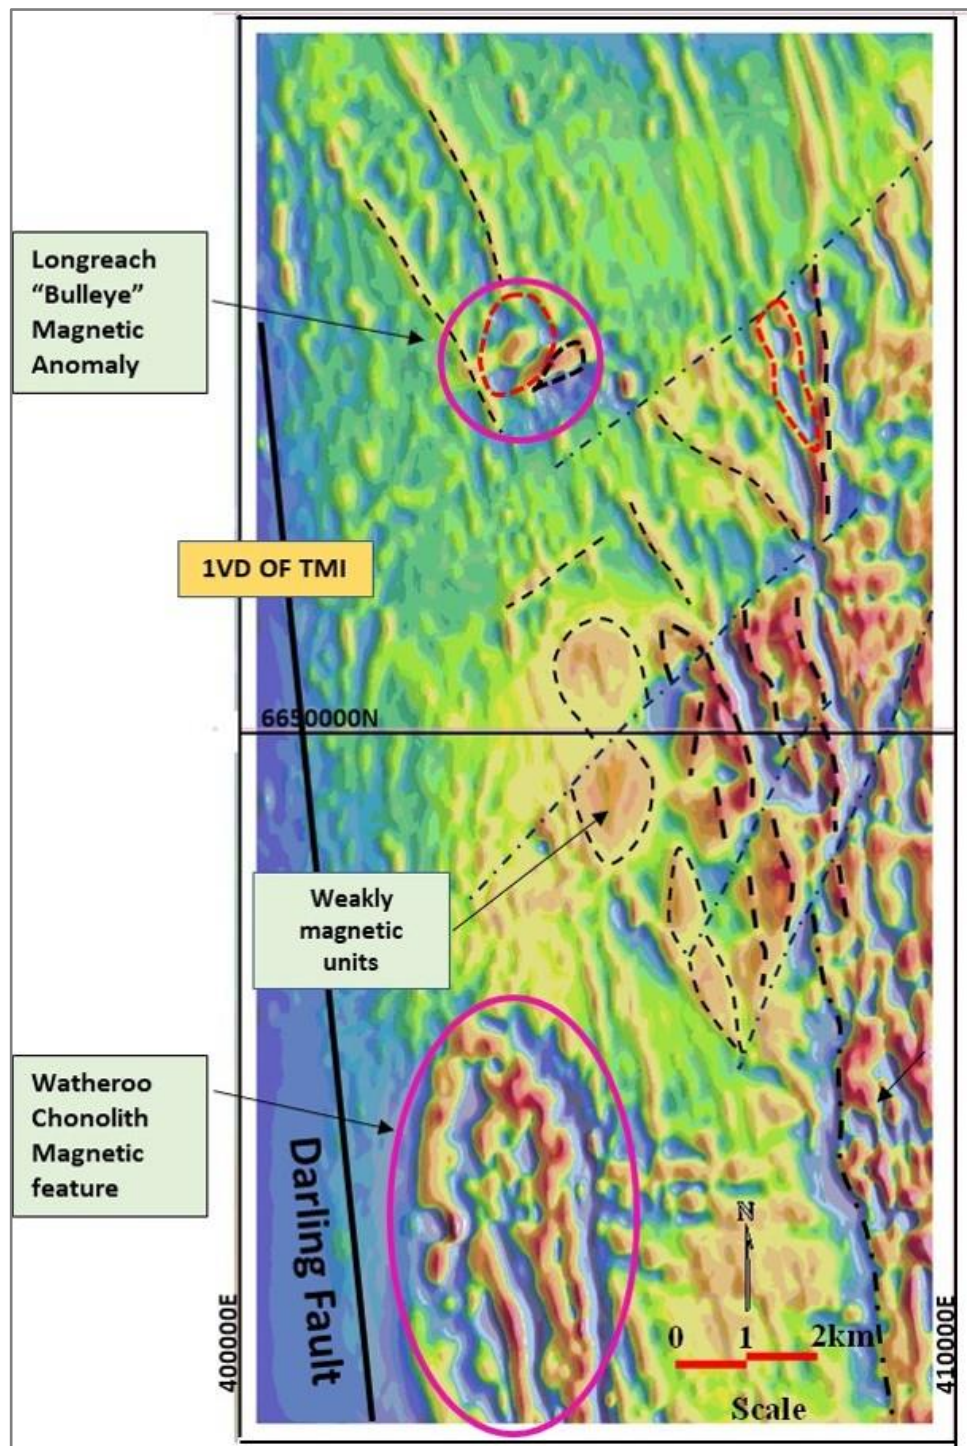 Longreach
“Bulleye”
Magnetic
Anomaly
1VD OF TMI
6650000N
Weakly
magnetic
units
Watheroo
Chonolith
Magnetic
feature
Darling Fault
N
0 1 2km
Scale
400000E
410000E